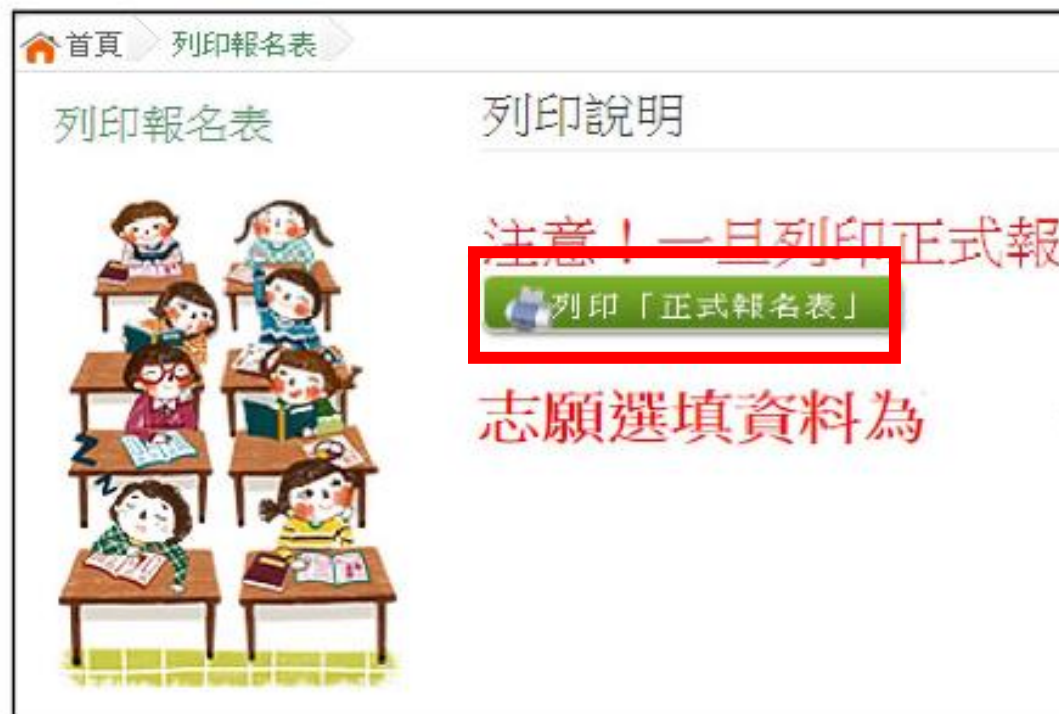 首頁 列印報名表
列印報名表
列印說明
注意！一旦列印正式報
列印「正式報名表」
志願選填資料為